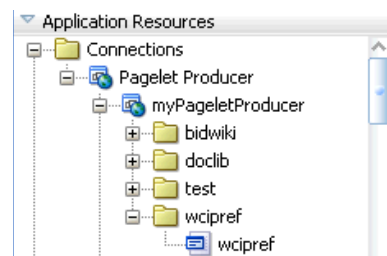 Application Resources
Connections
Pagelet Producer
myPageletProducer
bidwiki
doclib
test
wcipref
wcipref